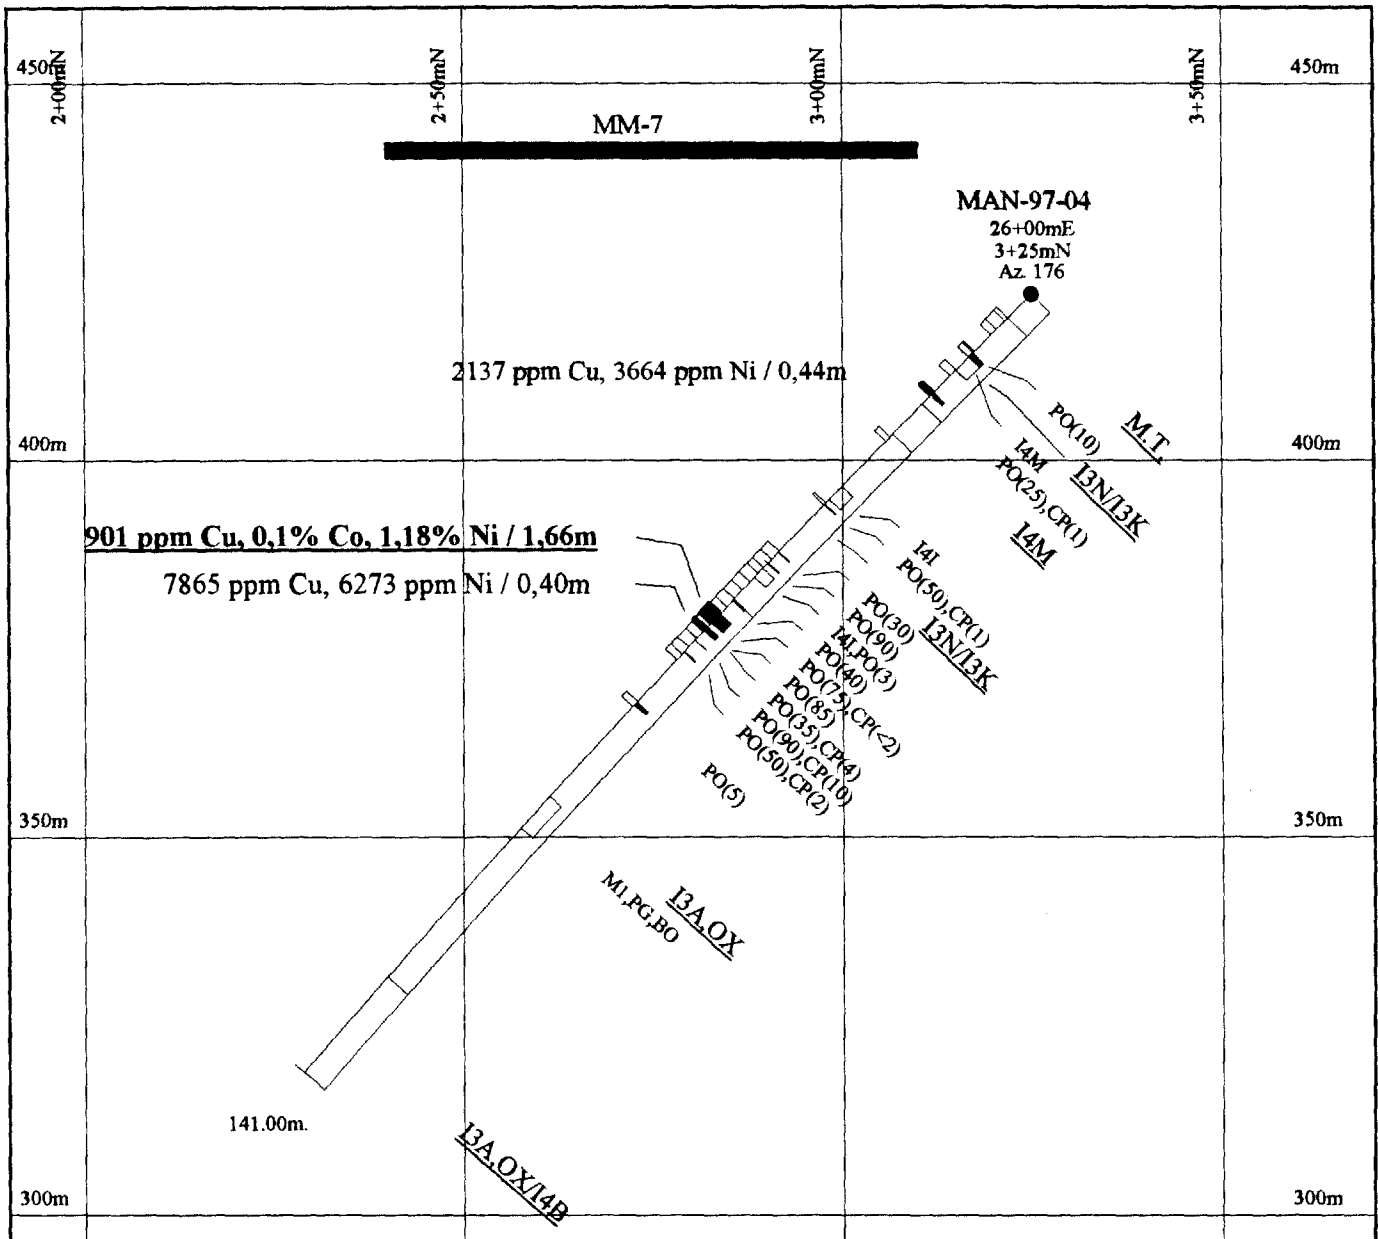 450m
2+00mN
2+50mN
3+00mN
3+50mN
450m
MM-7
MAN-97-04
26+00mE
3+25mN
Az. 176
2137 ppm Cu, 3664 ppm Ni / 0,44m
PO(10)
M.T.
400m
I4M
PO(25),CP(1)
I3N/I3K
I4M
400m
901 ppm Cu, 0,1% Co, 1,18% Ni / 1,66m
7865 ppm Cu, 6273 ppm Ni / 0,40m
I4I
PO(50),CP(1)
I3N/I3K
PO(30)
PO(90)
I4I,PO(3)
PO(40)
PO(75),CP(<2)
PO(85)
PO(35),CP(4)
PO(90),CP(10)
PO(50),CP(2)
PO(5)
350m
350m
M1,PG,BO
I3A,OX
141.00m.
I3A,OX/I4B
300m
300m